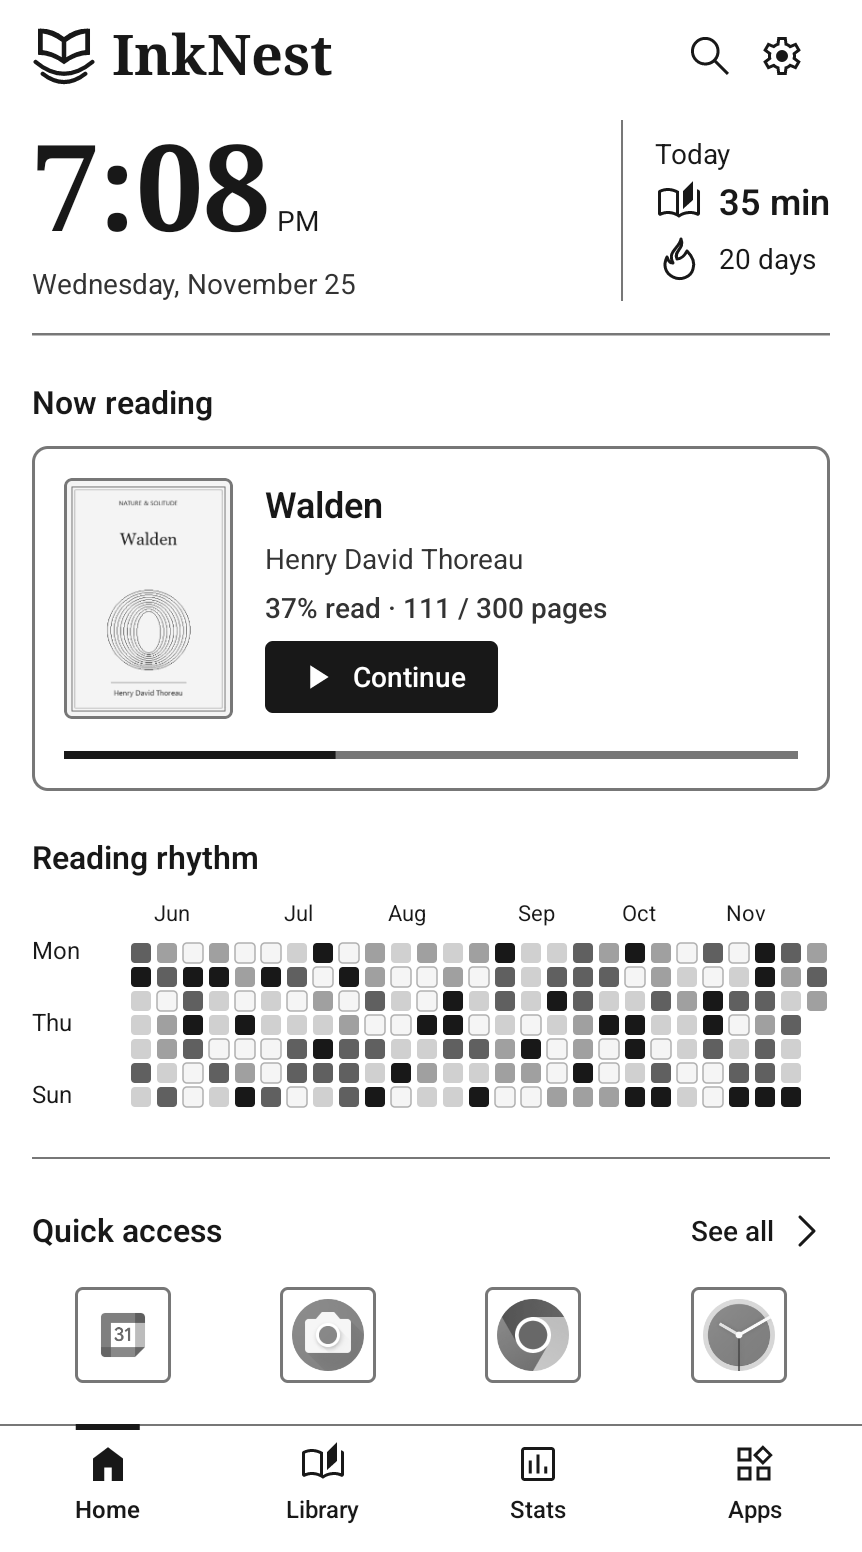 InkNest
7:08 PM
Wednesday, November 25
Today
35 min
20 days
Now reading
NATURE & SOLITUDE
Walden
Henry David Thoreau
Walden
Henry David Thoreau
37% read · 111 / 300 pages
Continue
Reading rhythm
Jun Jul Aug Sep Oct Nov
Mon
Thu
Sun
Quick access
See all
31
Home Library Stats Apps